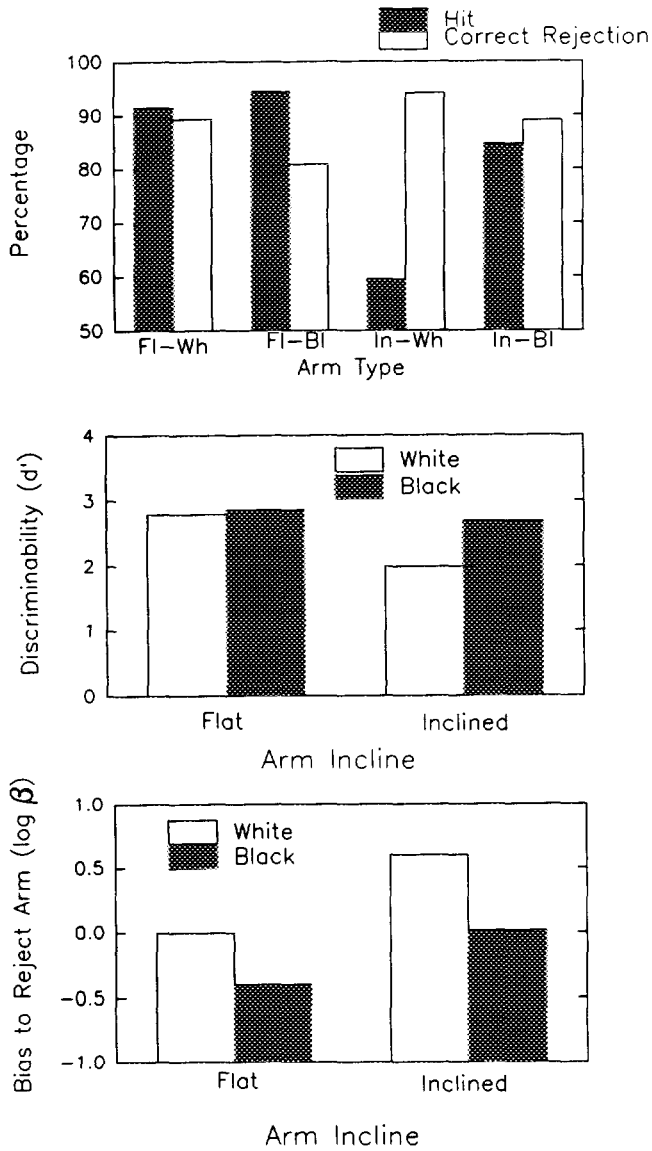 Hit
Correct Rejection
100
90
80
70
60
50
Percentage
Fl-Wh Fl-Bl In-Wh In-Bl
Arm Type
4
3
2
1
0
Discriminability (d')
White
Black
Flat Inclined
Arm Incline
1.0
0.5
0.0
-0.5
-1.0
Bias to Reject Arm (log β)
White
Black
Flat Inclined
Arm Incline